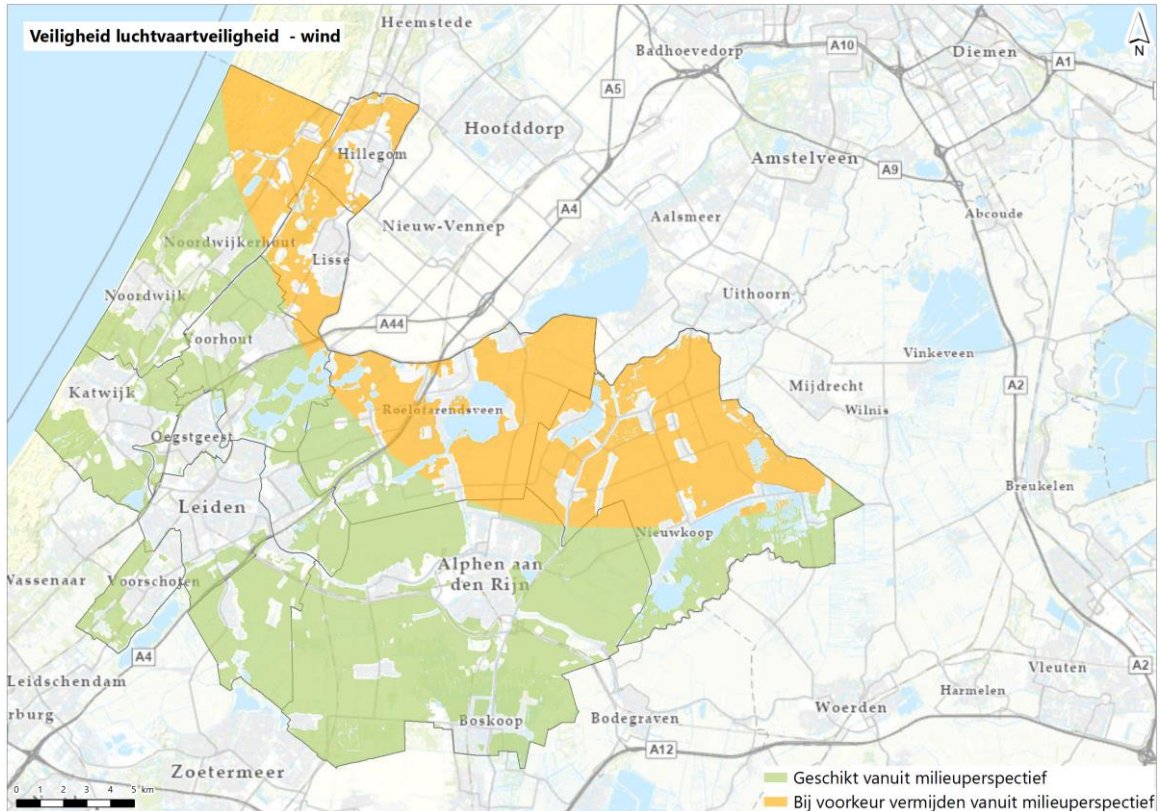 Veiligheid luchtvaartveiligheid - wind
Heemstede
Badhoevedorp
A10
Diemen
N
A1
A5
Hoofddorp
Hillegom
Amstelveen
A9
A4
Aalsmeer
Abcoude
Nieuw-Vennep
Noordwijkerhout
Lisse
Noordwijk
Uithoorn
A44
Voorhout
Vinkeveen
Katwijk
A2
Mijdrecht
Roelofarendsveen
Wilnis
Oegstgeest
Leiden
Breukelen
Nieuwkoop
Alphen aan
den Rijn
Wassenaar
Voorschoten
A4
Vleuten
A2
Leidschendam
Harmelen
Woerden
rburg
Boskoop
Bodegraven
A12
Zoetermeer
Geschikt vanuit milieuperspectief
0 1 2 3 4 5 km
Bij voorkeur vermijden vanuit milieuperspectief